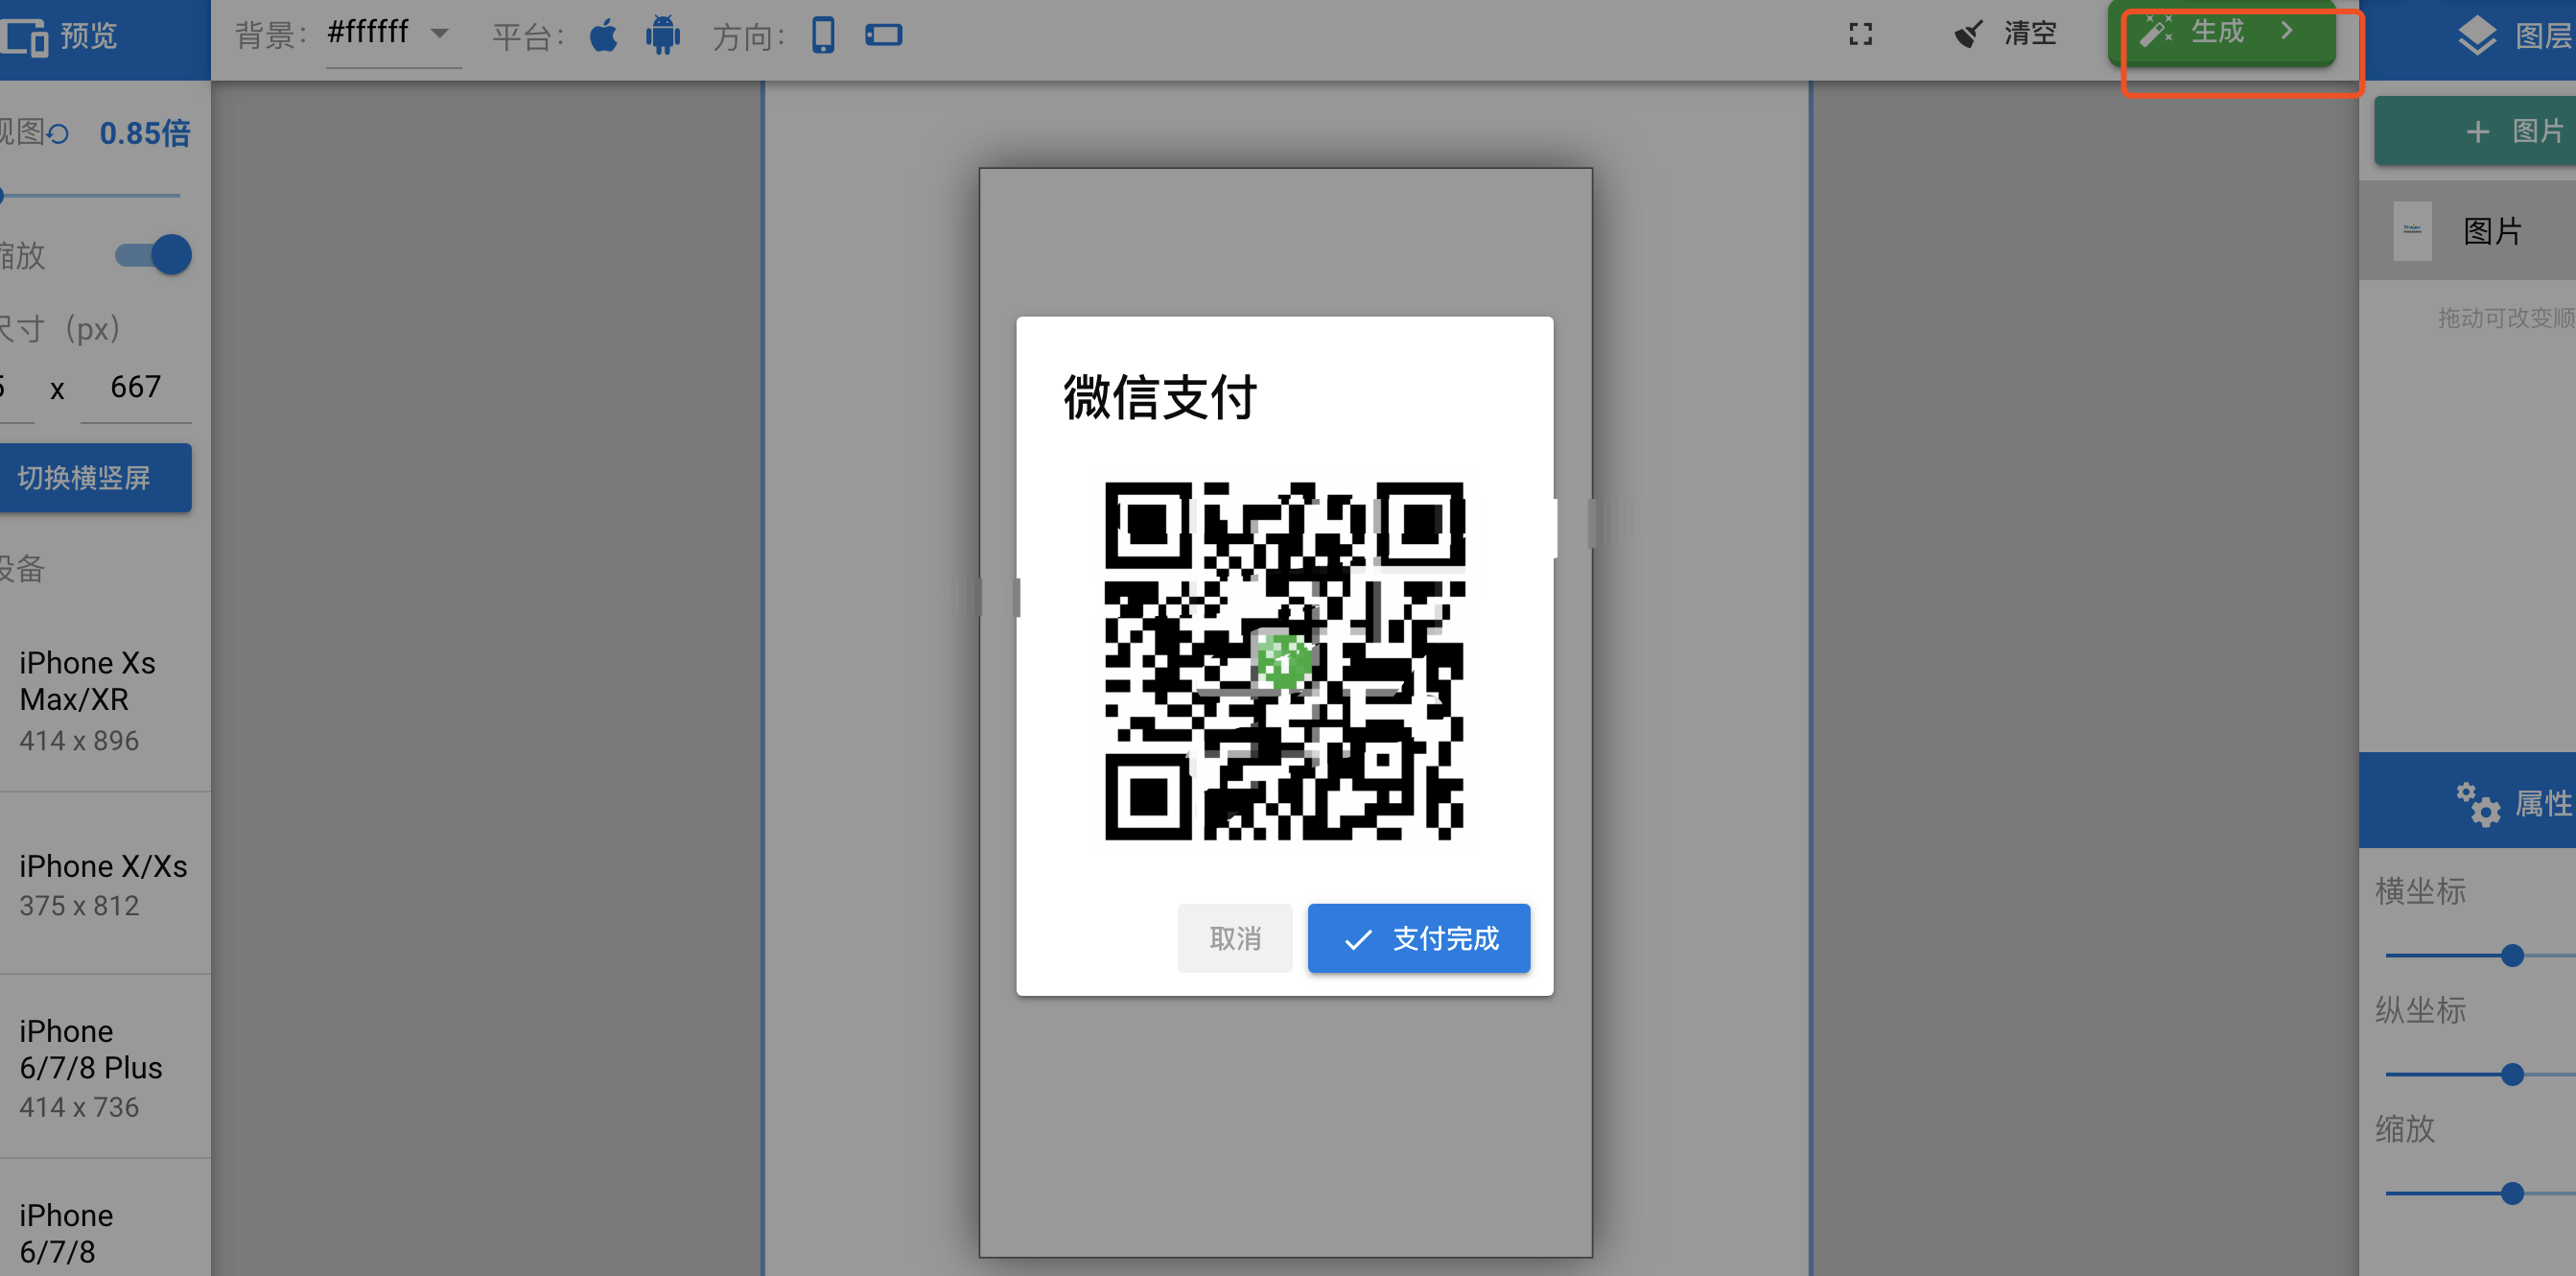 预览
背景：
#ffffff
平台：
方向：
清空
生成
图层
视图
0.85倍
缩放
尺寸（px）
5 x 667
切换横竖屏
设备
iPhone Xs
Max/XR
414 x 896
iPhone X/Xs
375 x 812
iPhone
6/7/8 Plus
414 x 736
iPhone
6/7/8
微信支付
取消
支付完成
+ 图片
图片
拖动可改变顺
属性
横坐标
纵坐标
缩放